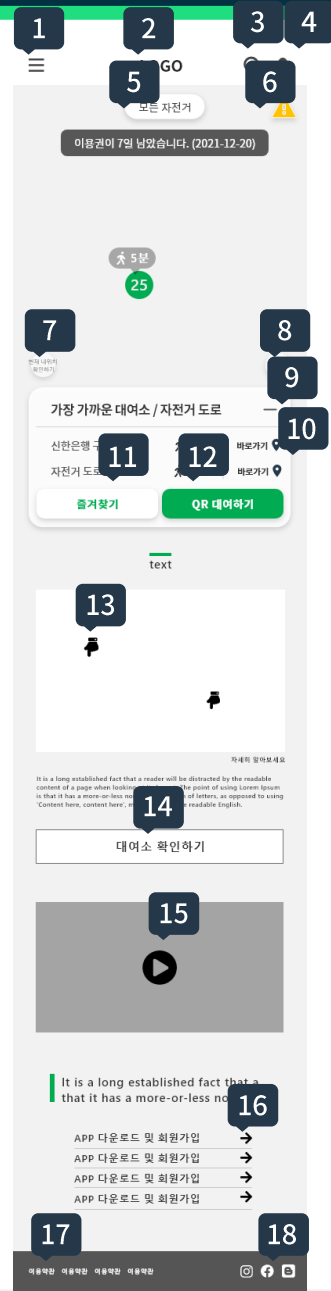 1
2
3
4
GO
5
6
모든 자전거
이용권이 7일 남았습니다. (2021-12-20)
5분
25
7
8
확인하기
9
가장 가까운 대여소 / 자전거 도로
10
신한은행
바로가기
11
12
자전거 도로
바로가기
즐겨찾기
QR 대여하기
text
13
자세히 알아보세요
It is a long established fact that a reader will be distracted by the readable
content of a page when looking The point of using Lorem Ipsum
is that it has a more-or-less of letters, as opposed to using
'Content here, content here', readable English.
14
대여소 확인하기
15
It is a long established fact that a
that it has a more-or-less
16
APP 다운로드 및 회원가입
APP 다운로드 및 회원가입
APP 다운로드 및 회원가입
APP 다운로드 및 회원가입
17
18
이용약관 이용약관 이용약관 이용약관